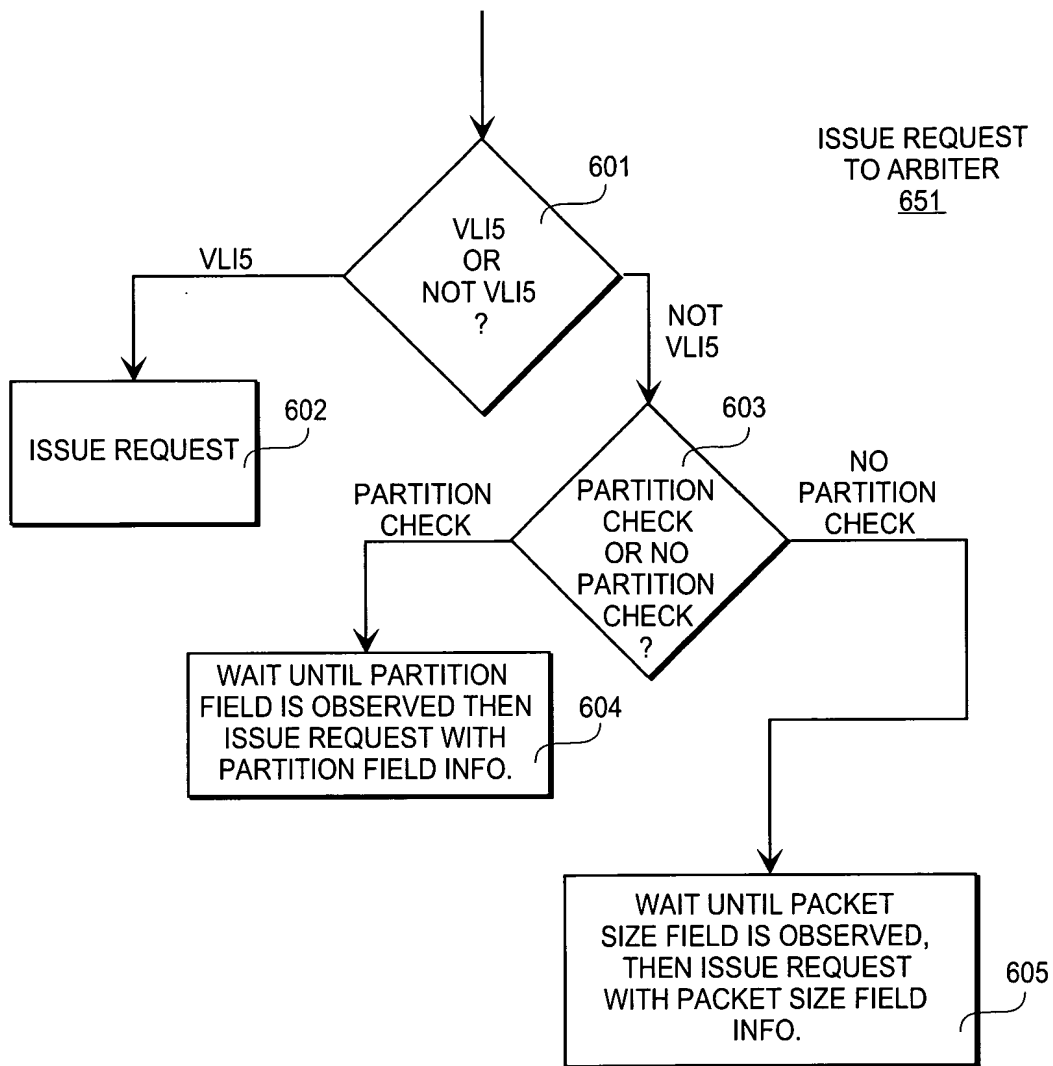 ISSUE REQUEST
TO ARBITER
651
601
VLI5
OR
NOT VLI5
?
VLI5
NOT
VLI5
602
ISSUE REQUEST
603
PARTITION
CHECK
OR NO
PARTITION
CHECK
?
PARTITION
CHECK
NO
PARTITION
CHECK
WAIT UNTIL PARTITION
FIELD IS OBSERVED THEN
ISSUE REQUEST WITH
PARTITION FIELD INFO.
604
WAIT UNTIL PACKET
SIZE FIELD IS OBSERVED,
THEN ISSUE REQUEST
WITH PACKET SIZE FIELD
INFO.
605